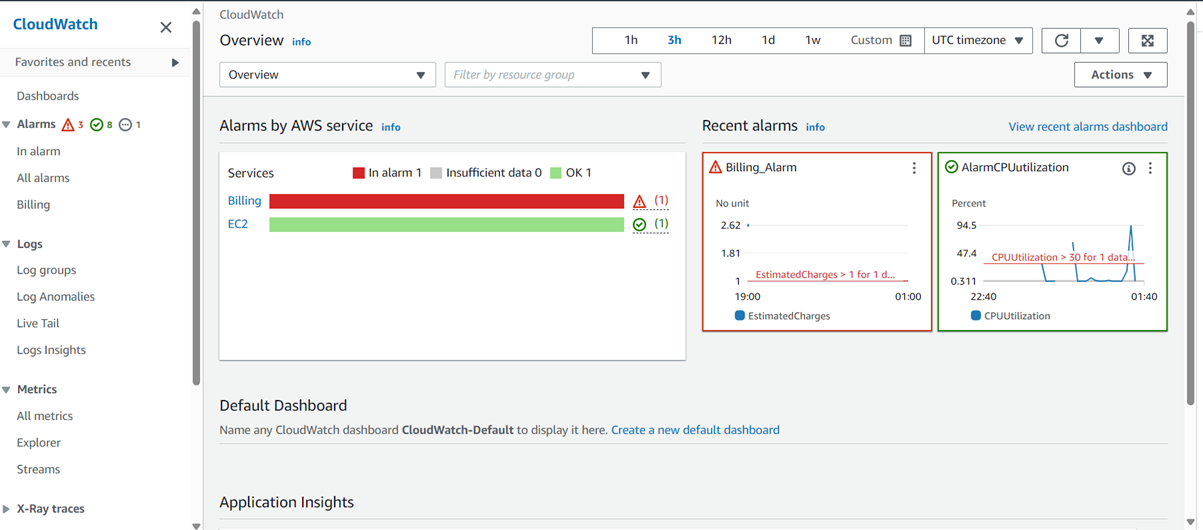 CloudWatch
Favorites and recents
Dashboards
Alarms 3 8 1
In alarm
All alarms
Billing
Logs
Log groups
Log Anomalies
Live Tail
Logs Insights
Metrics
All metrics
Explorer
Streams
X-Ray traces
CloudWatch
Overview info
1h 3h 12h 1d 1w Custom UTC timezone
Overview
Filter by resource group
Actions
Alarms by AWS service info
Services In alarm 1 Insufficient data 0 OK 1
Billing (1)
EC2 (1)
Recent alarms info
View recent alarms dashboard
Billing_Alarm
No unit
2.62
1.81
1
EstimatedCharges > 1 for 1 d...
19:00 01:00
EstimatedCharges
AlarmCPUutilization
Percent
94.5
47.4
CPUUtilization > 30 for 1 data...
0.311
22:40 01:40
CPUUtilization
Default Dashboard
Name any CloudWatch dashboard CloudWatch-Default to display it here. Create a new default dashboard
Application Insights